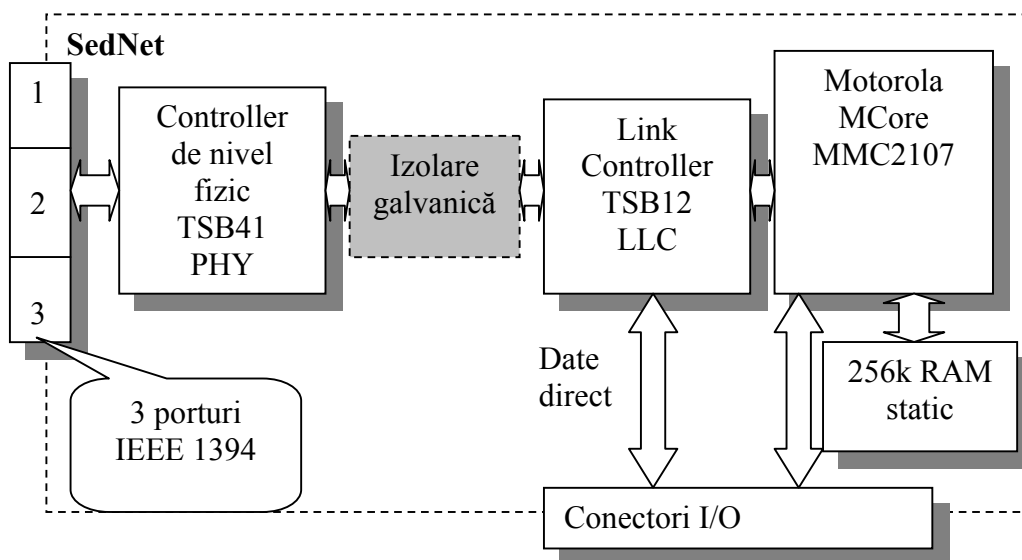 SedNet
1
2
3
Controller
de nivel
fizic
TSB41
PHY
Izolare
galvanică
Link
Controller
TSB12
LLC
Motorola
MCore
MMC2107
Date
direct
256k RAM
static
3 porturi
IEEE 1394
Conectori I/O